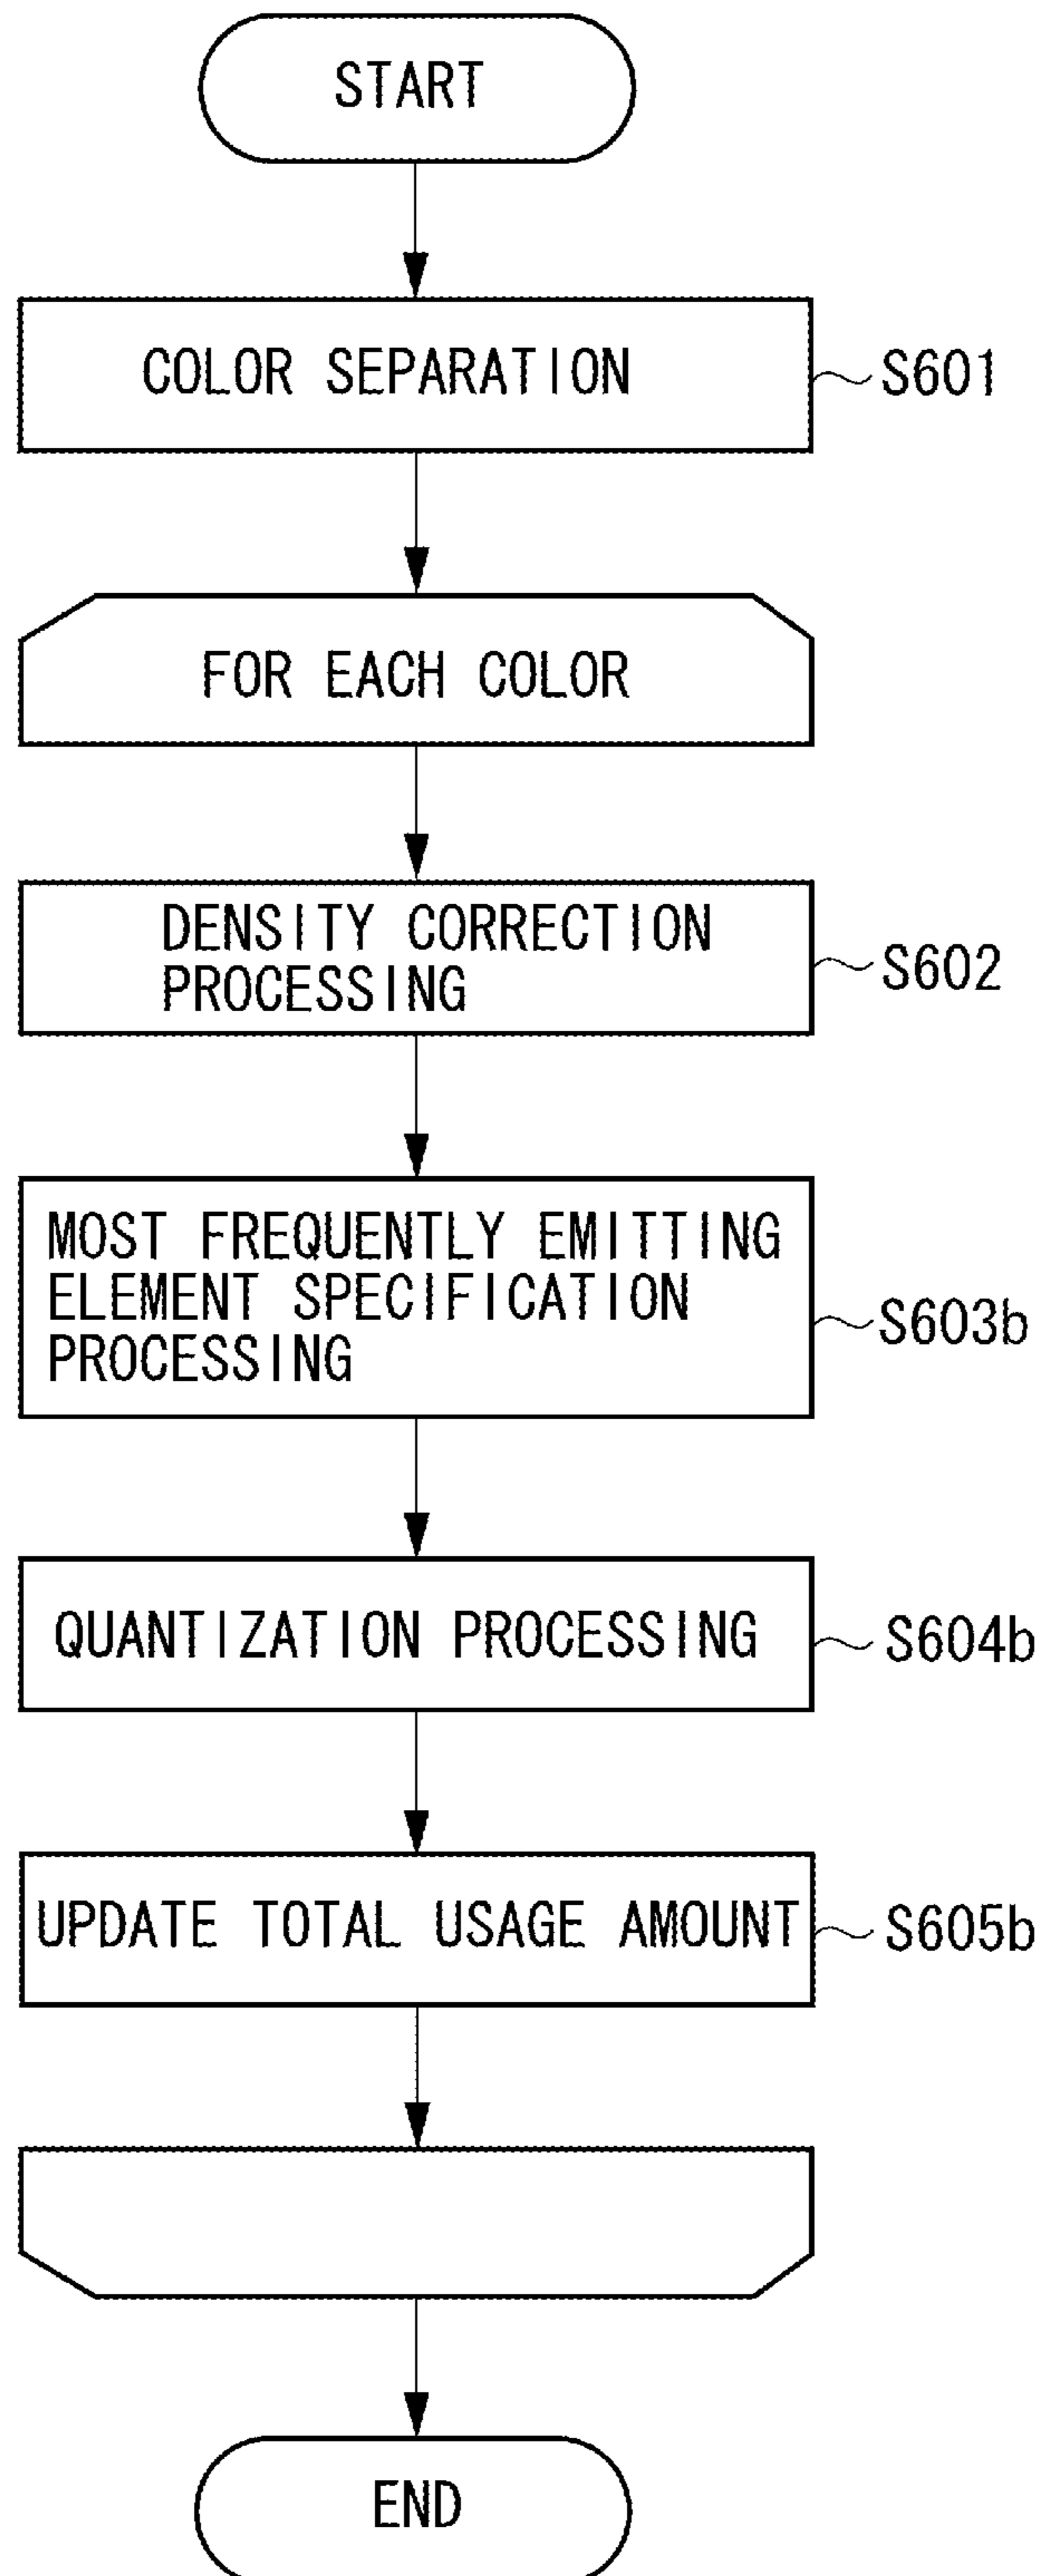 START
COLOR SEPARATION
S601
FOR EACH COLOR
DENSITY CORRECTION
PROCESSING
S602
MOST FREQUENTLY EMITTING
ELEMENT SPECIFICATION
PROCESSING
S603b
QUANTIZATION PROCESSING
S604b
UPDATE TOTAL USAGE AMOUNT
S605b
END